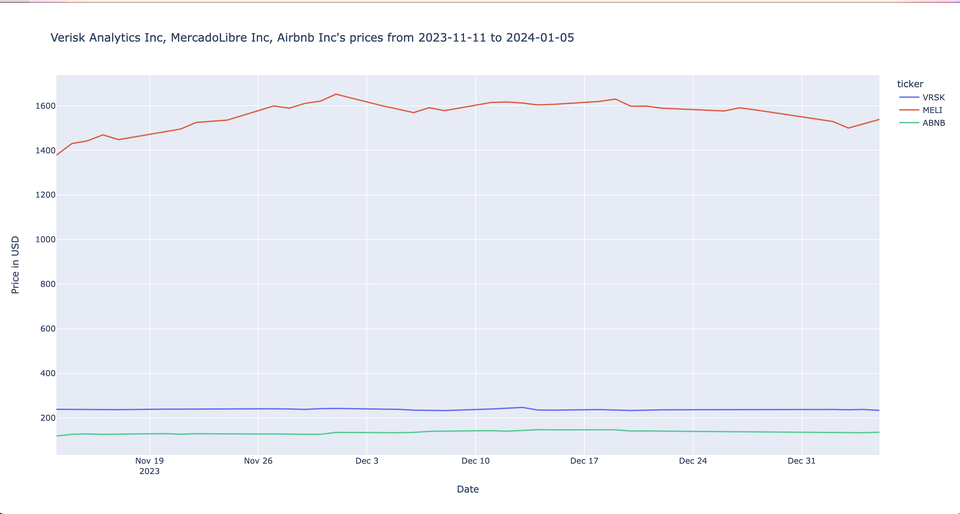 Verisk Analytics Inc, MercadoLibre Inc, Airbnb Inc's prices from 2023-11-11 to 2024-01-05
ticker
VRSK
MELI
ABNB
1600
1400
1200
1000
800
600
400
200
Price in USD
Nov 19 Nov 26 Dec 3 Dec 10 Dec 17 Dec 24 Dec 31
2023
Date